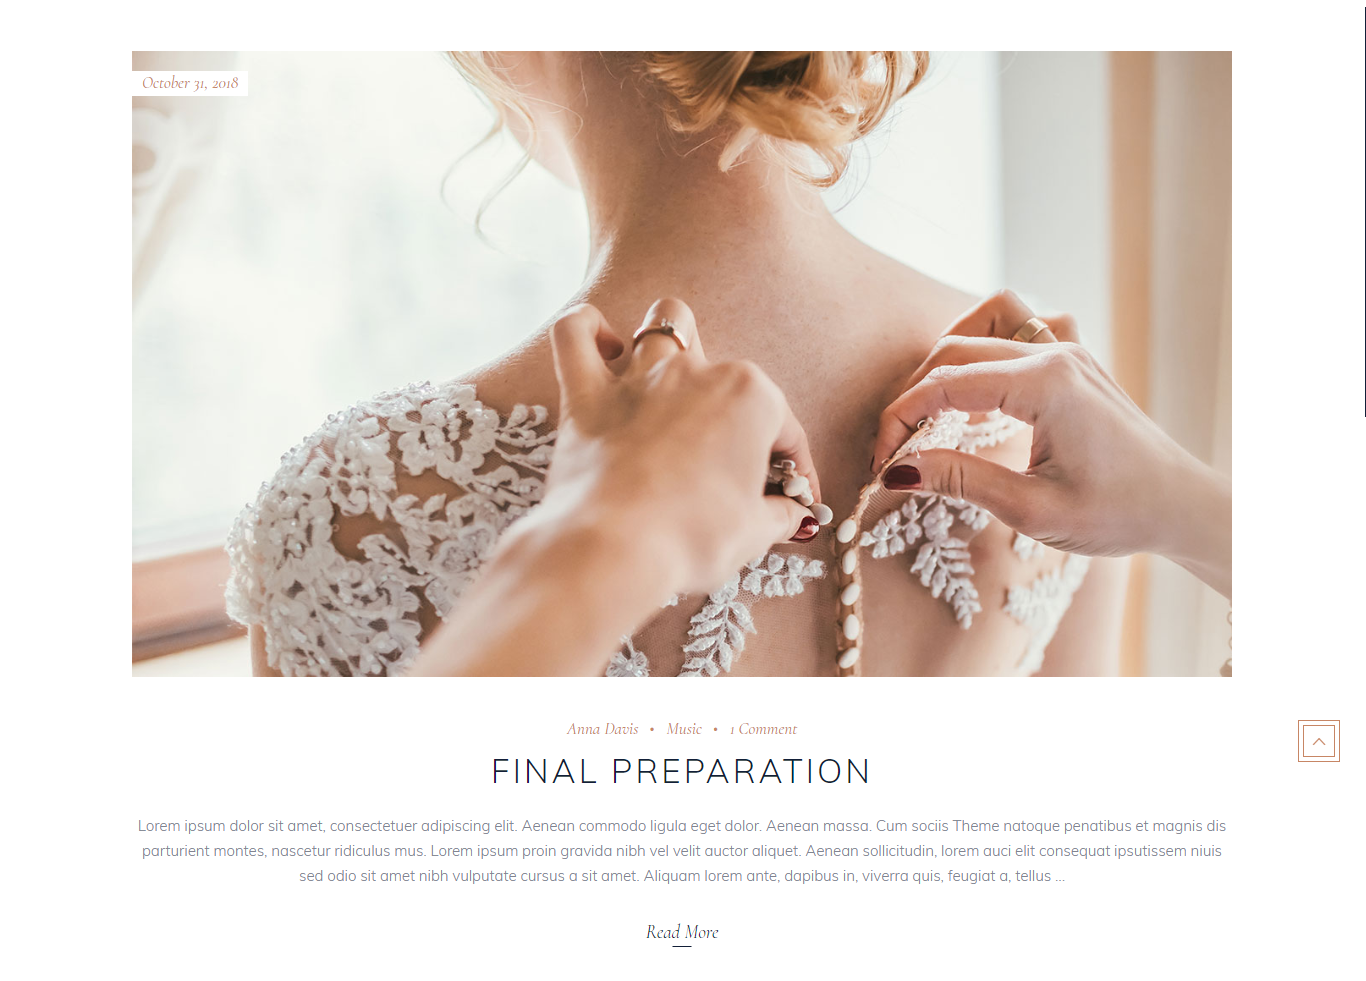 October 31, 2018
Anna Davis • Music • 1 Comment
FINAL PREPARATION
Lorem ipsum dolor sit amet, consectetuer adipiscing elit. Aenean commodo ligula eget dolor. Aenean massa. Cum sociis Theme natoque penatibus et magnis dis
parturient montes, nascetur ridiculus mus. Lorem ipsum proin gravida nibh vel velit auctor aliquet. Aenean sollicitudin, lorem auci elit consequat ipsutissem niuis
sed odio sit amet nibh vulputate cursus a sit amet. Aliquam lorem ante, dapibus in, viverra quis, feugiat a, tellus ...
Read More